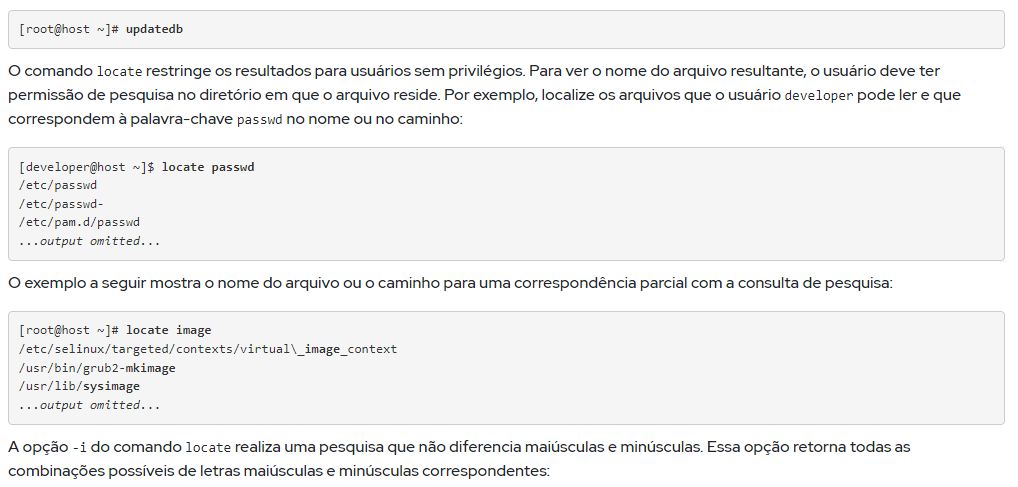 [root@host ~]# updatedb
O comando locate restringe os resultados para usuários sem privilégios. Para ver o nome do arquivo resultante, o usuário deve ter
permissão de pesquisa no diretório em que o arquivo reside. Por exemplo, localize os arquivos que o usuário developer pode ler e que
correspondem à palavra-chave passwd no nome ou no caminho:
[developer@host ~]$ locate passwd
/etc/passwd
/etc/passwd-
/etc/pam.d/passwd
...output omitted...
O exemplo a seguir mostra o nome do arquivo ou o caminho para uma correspondência parcial com a consulta de pesquisa:
[root@host ~]# locate image
/etc/selinux/targeted/contexts/virtual\_image_context
/usr/bin/grub2-mkimage
/usr/lib/sysimage
...output omitted...
A opção -i do comando locate realiza uma pesquisa que não diferencia maiúsculas e minúsculas. Essa opção retorna todas as
combinações possíveis de letras maiúsculas e minúsculas correspondentes: